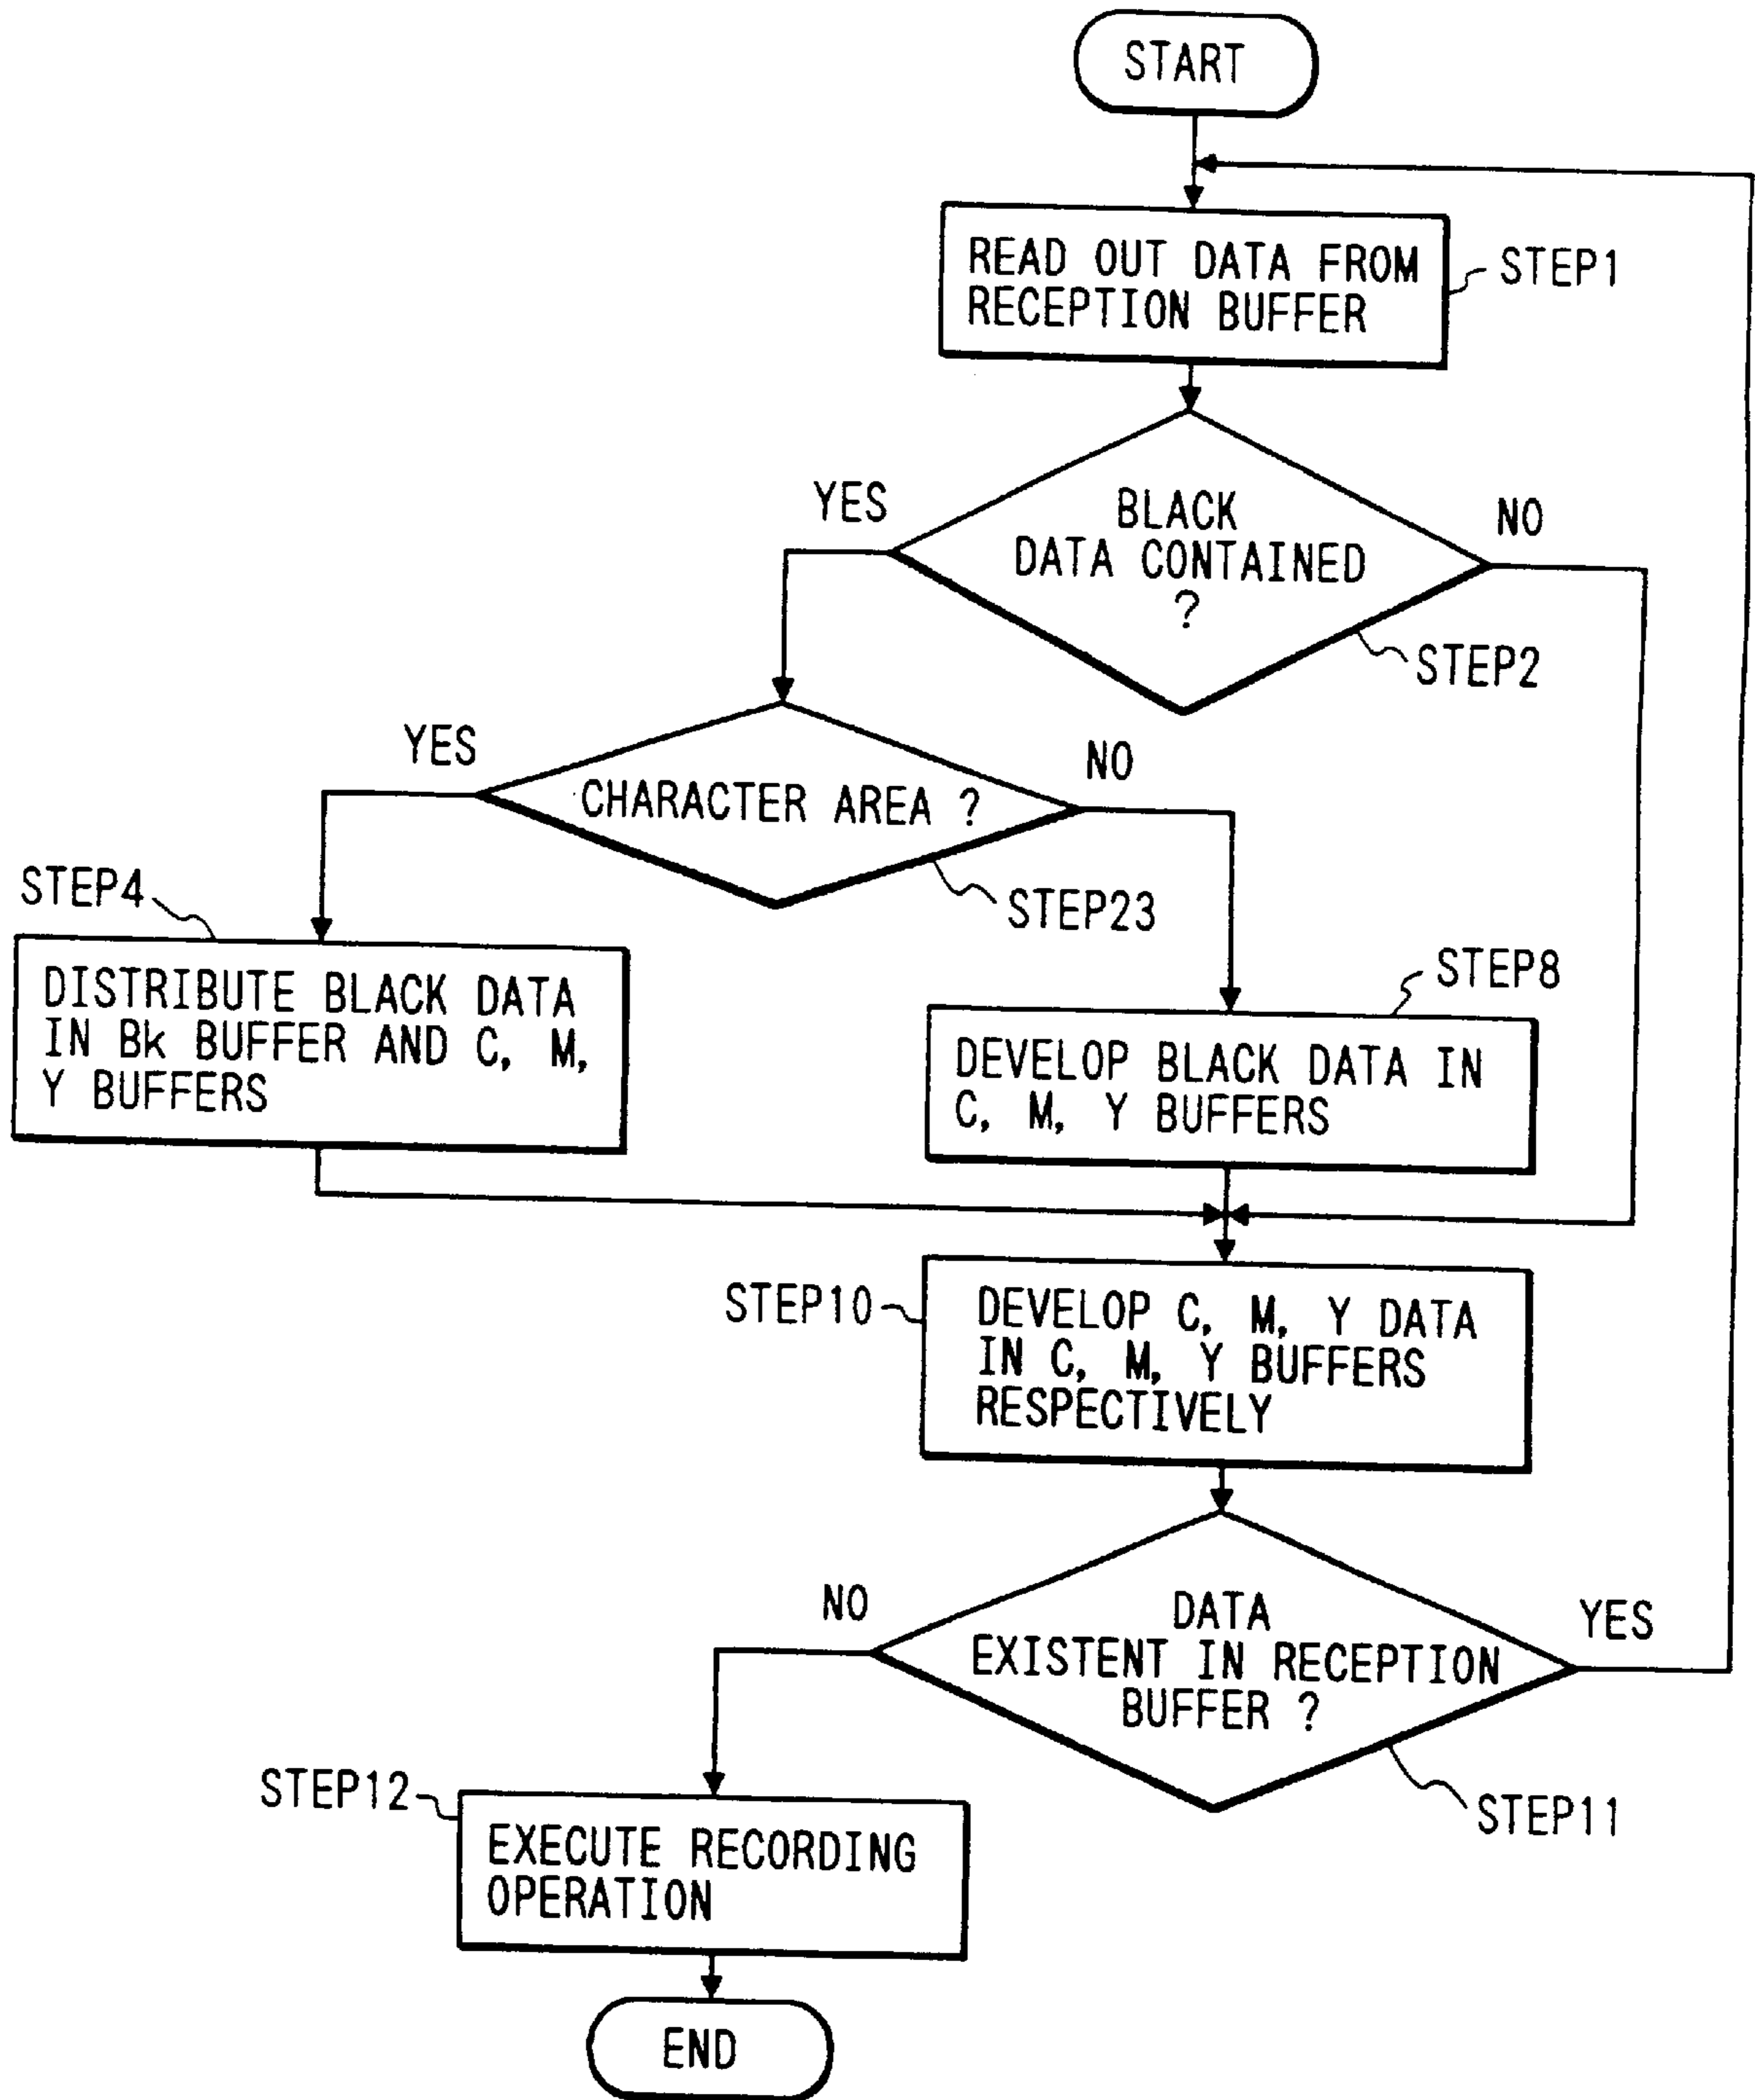 START
READ OUT DATA FROM
RECEPTION BUFFER
STEP1
YES
BLACK
DATA CONTAINED
?
NO
STEP2
YES
CHARACTER AREA ?
NO
STEP23
STEP4
DISTRIBUTE BLACK DATA
IN Bk BUFFER AND C, M,
Y BUFFERS
STEP8
DEVELOP BLACK DATA IN
C, M, Y BUFFERS
STEP10
DEVELOP C, M, Y DATA
IN C, M, Y BUFFERS
RESPECTIVELY
NO
DATA
EXISTENT IN RECEPTION
BUFFER ?
YES
STEP11
STEP12
EXECUTE RECORDING
OPERATION
END